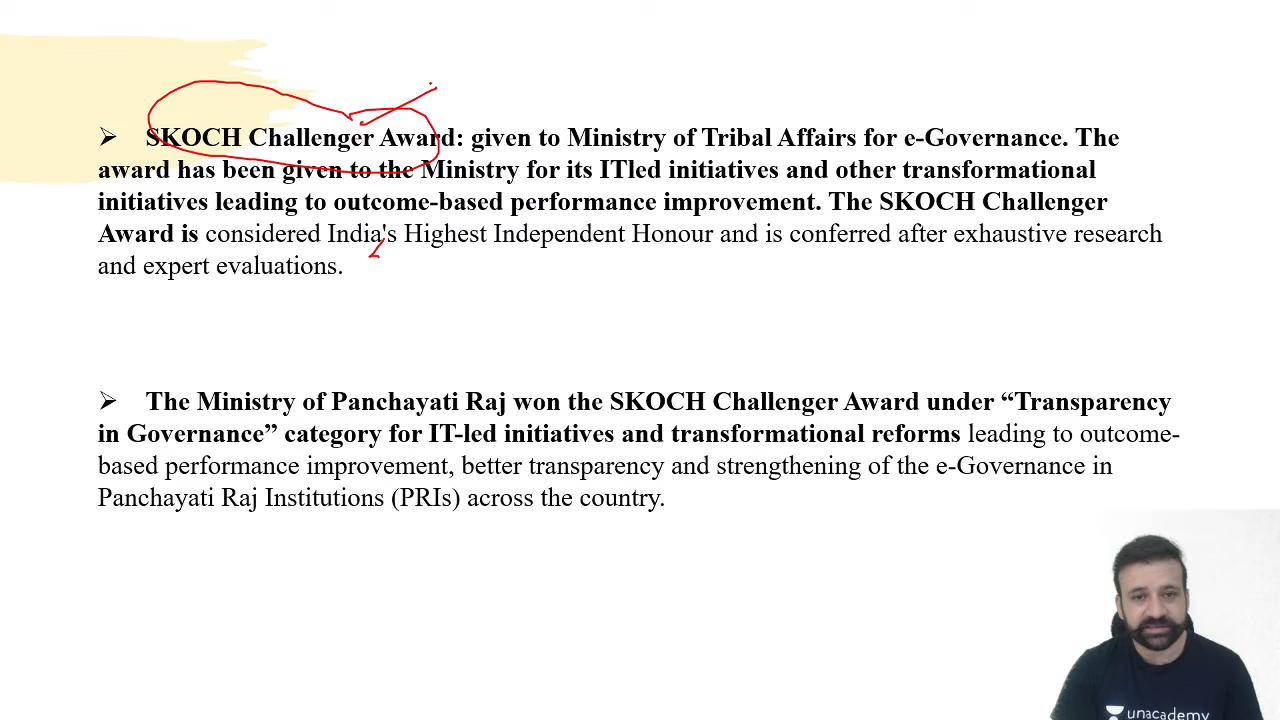 ➢ SKOCH Challenger Award: given to Ministry of Tribal Affairs for e-Governance. The
award has been given to the Ministry for its ITled initiatives and other transformational
initiatives leading to outcome-based performance improvement. The SKOCH Challenger
Award is considered India's Highest Independent Honour and is conferred after exhaustive research
and expert evaluations.
➢ The Ministry of Panchayati Raj won the SKOCH Challenger Award under “Transparency
in Governance” category for IT-led initiatives and transformational reforms leading to outcome-
based performance improvement, better transparency and strengthening of the e-Governance in
Panchayati Raj Institutions (PRIs) across the country.
unacademy